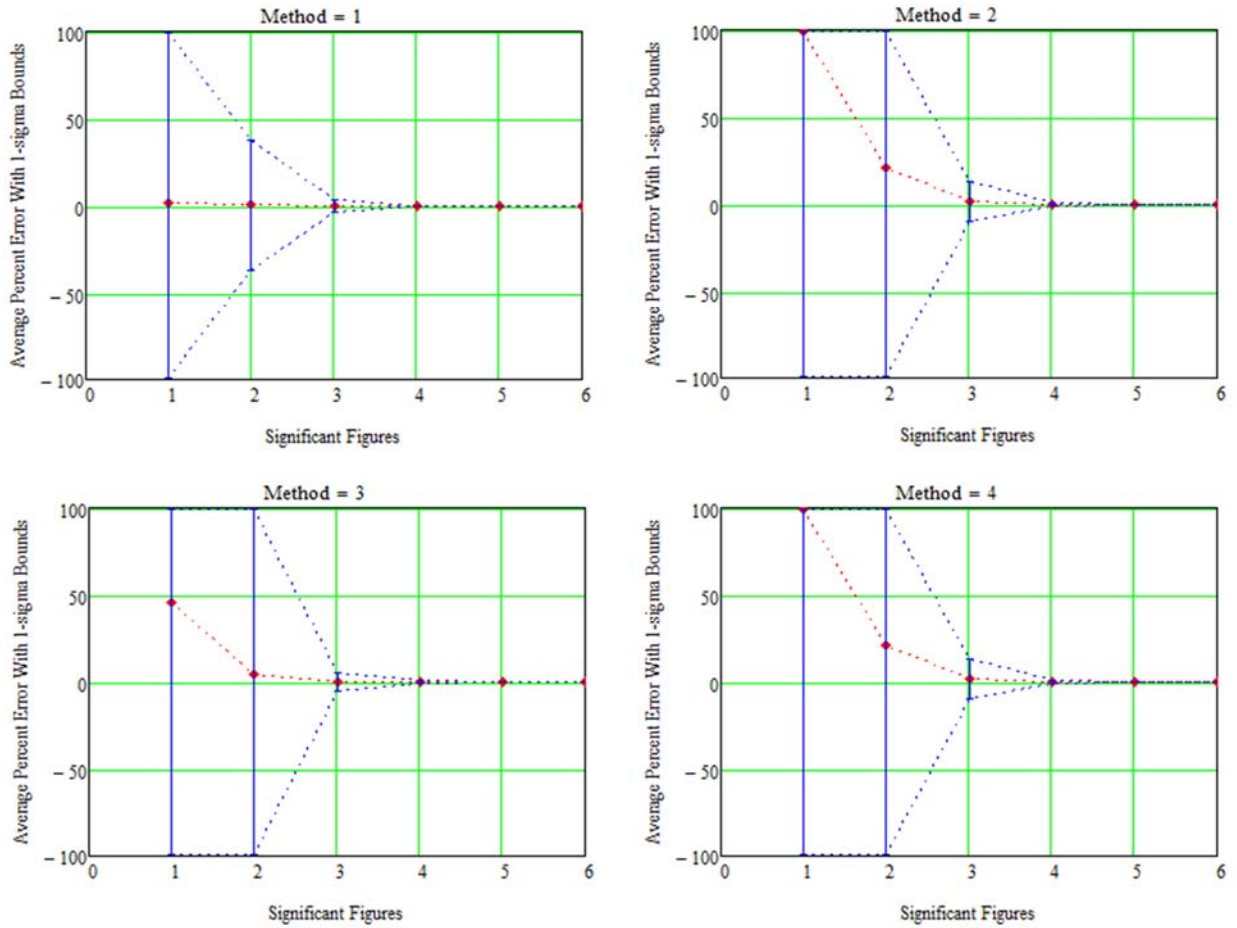 Method = 1
Average Percent Error With 1-sigma Bounds
100
50
0
− 50
− 100
0 1 2 3 4 5 6
Significant Figures
Method = 2
Average Percent Error With 1-sigma Bounds
100
50
0
− 50
− 100
0 1 2 3 4 5 6
Significant Figures
Method = 3
Average Percent Error With 1-sigma Bounds
100
50
0
− 50
− 100
0 1 2 3 4 5 6
Significant Figures
Method = 4
Average Percent Error With 1-sigma Bounds
100
50
0
− 50
− 100
0 1 2 3 4 5 6
Significant Figures